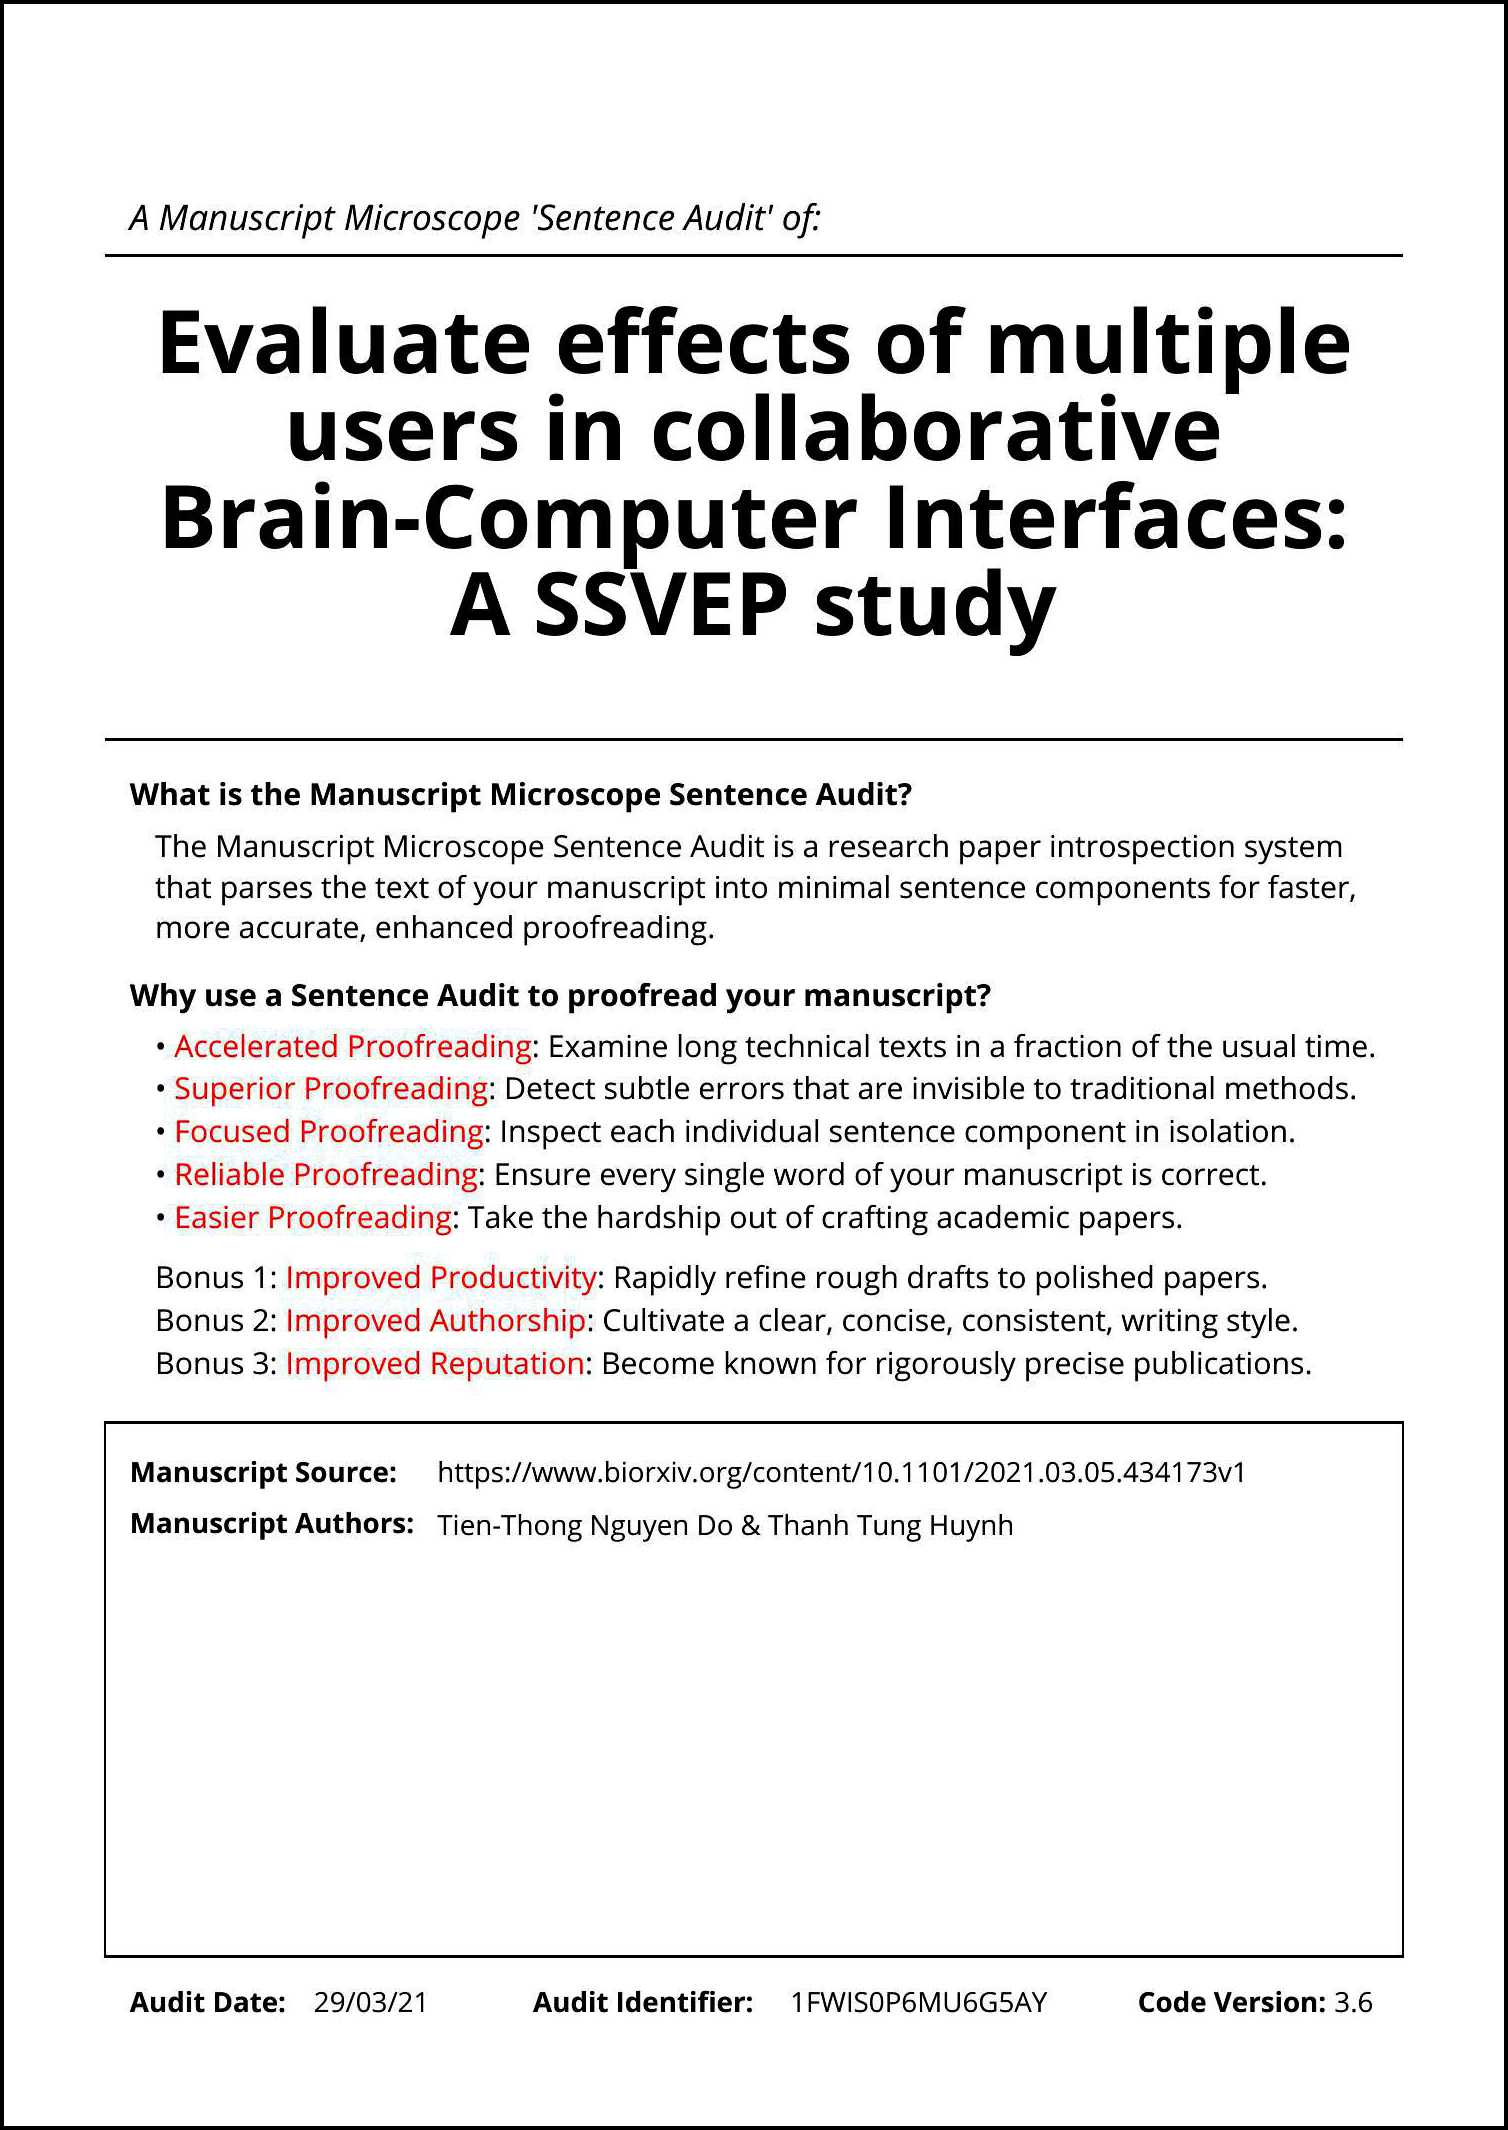 A Manuscript Microscope 'Sentence Audit' of:
Evaluate effects of multiple
users in collaborative
Brain-Computer Interfaces:
A SSVEP study
What is the Manuscript Microscope Sentence Audit?
The Manuscript Microscope Sentence Audit is a research paper introspection system
that parses the text of your manuscript into minimal sentence components for faster,
more accurate, enhanced proofreading.
Why use a Sentence Audit to proofread your manuscript?
• Accelerated Proofreading: Examine long technical texts in a fraction of the usual time.
• Superior Proofreading: Detect subtle errors that are invisible to traditional methods.
• Focused Proofreading: Inspect each individual sentence component in isolation.
• Reliable Proofreading: Ensure every single word of your manuscript is correct.
• Easier Proofreading: Take the hardship out of crafting academic papers.
Bonus 1: Improved Productivity: Rapidly refine rough drafts to polished papers.
Bonus 2: Improved Authorship: Cultivate a clear, concise, consistent, writing style.
Bonus 3: Improved Reputation: Become known for rigorously precise publications.
Manuscript Source: https://www.biorxiv.org/content/10.1101/2021.03.05.434173v1
Manuscript Authors: Tien-Thong Nguyen Do & Thanh Tung Huynh
Audit Date: 29/03/21 Audit Identifier: 1FWIS0P6MU6G5AY Code Version: 3.6